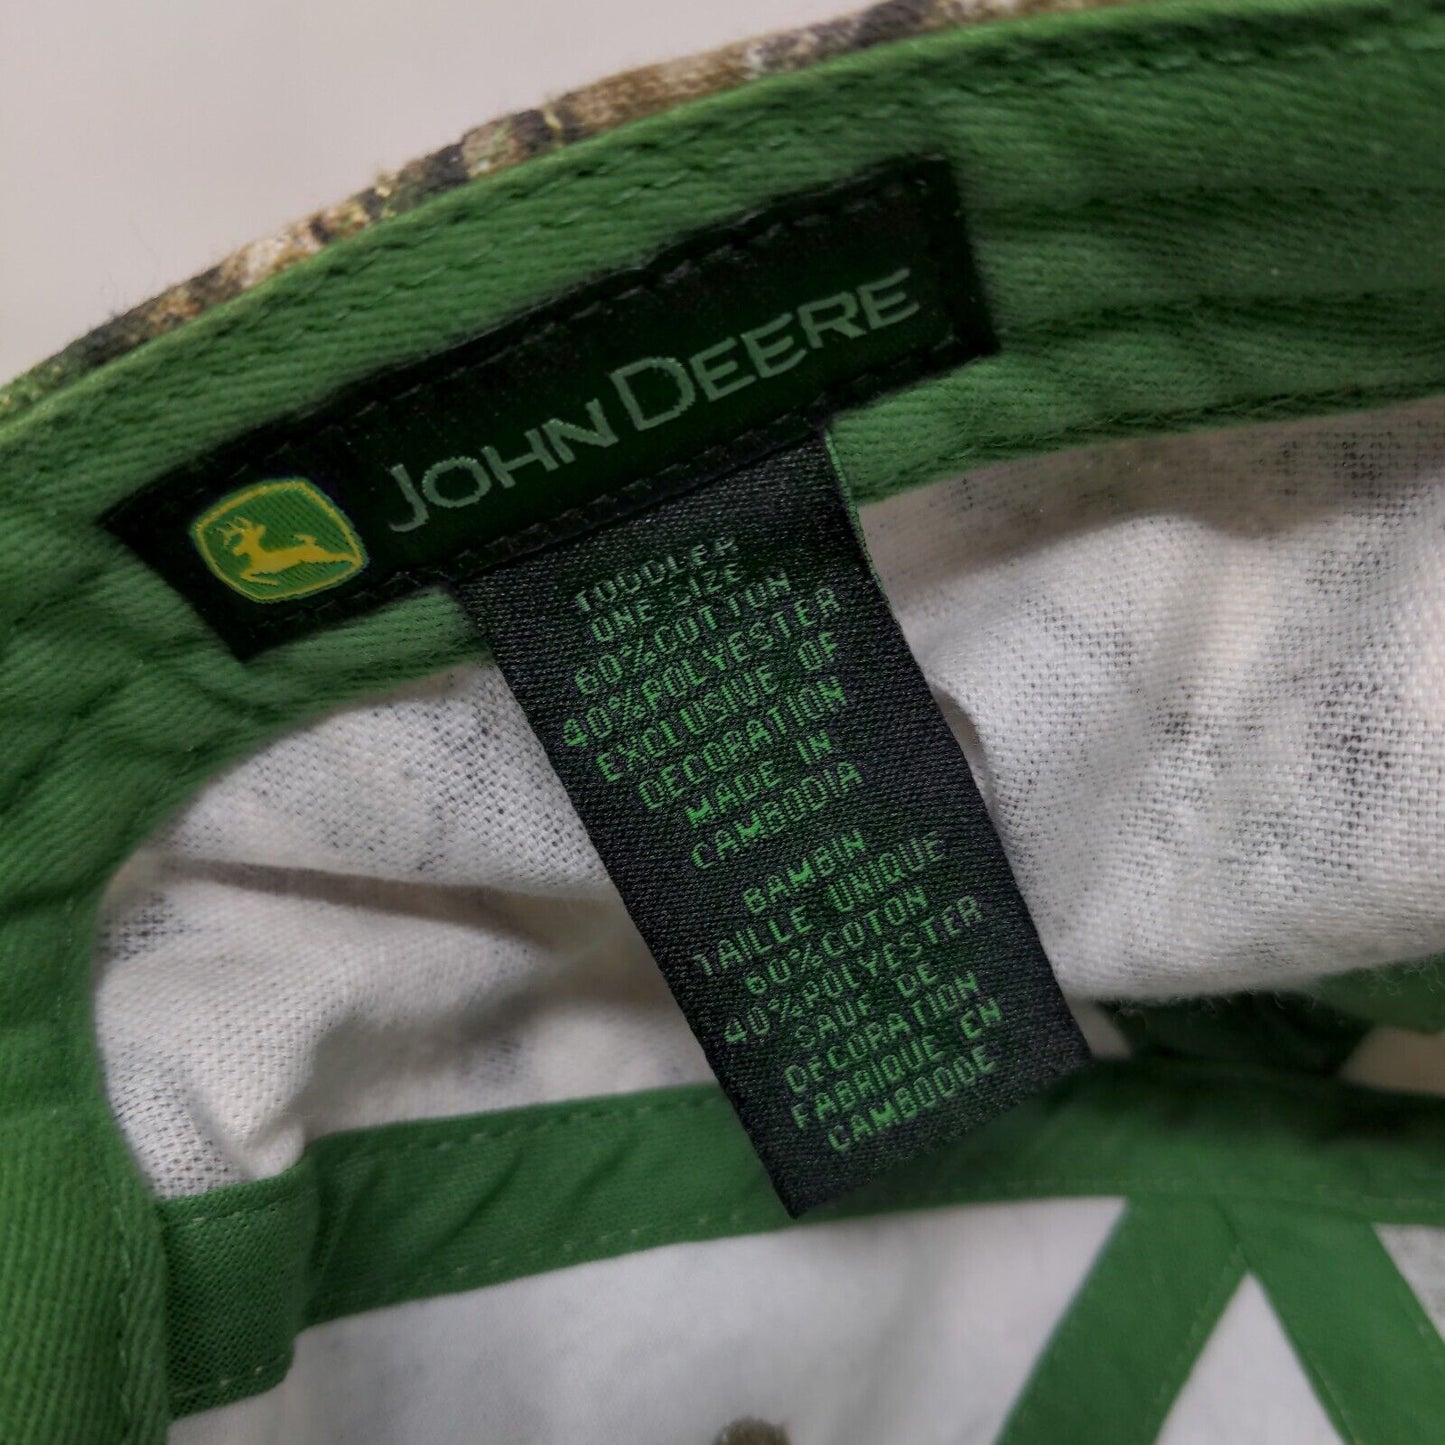 JOHN DEERE
TODDLER
ONE SIZE
60%COTTON
40%POLYESTER
EXCLUSIVE OF
DECORATION
MADE IN
CAMBODIA
BAMBIN
TAILLE UNIQUE
60%COTON
40%POLYESTER
SAUF DE
DECORATION
FABRIQUE EN
CAMBODGE